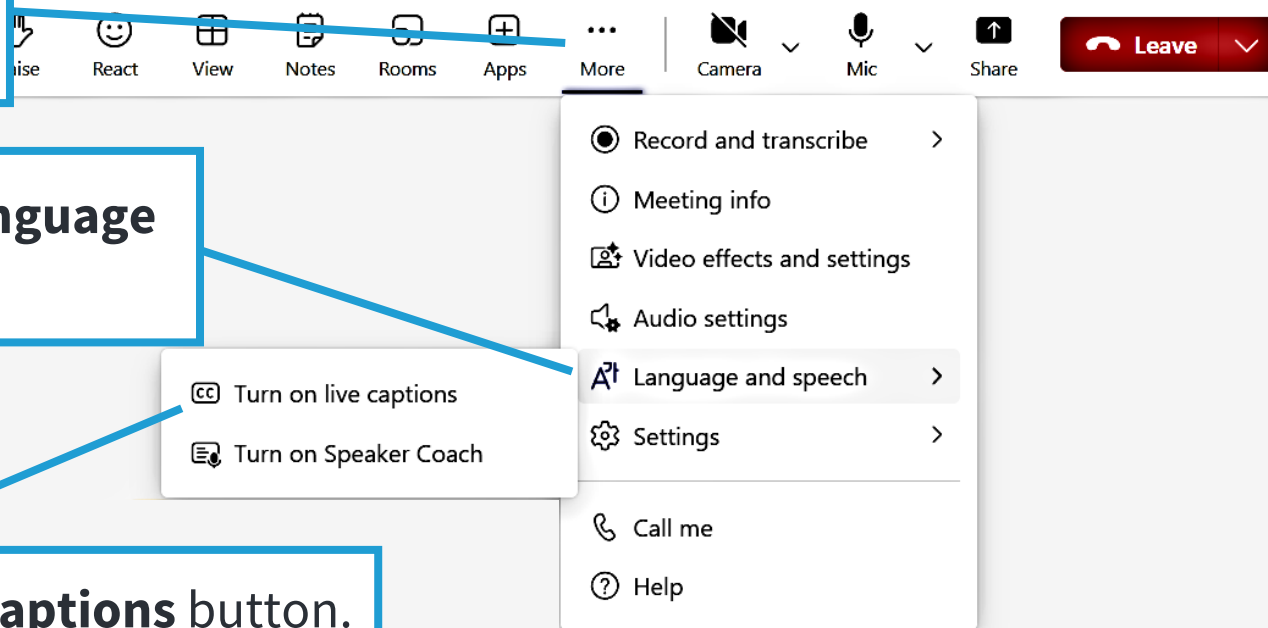 ise React View Notes Rooms Apps More Camera Mic Share Leave
Record and transcribe
Meeting info
nguage
Video effects and settings
Audio settings
Language and speech
CC Turn on live captions
Settings
Turn on Speaker Coach
Call me
Help
aptions button.